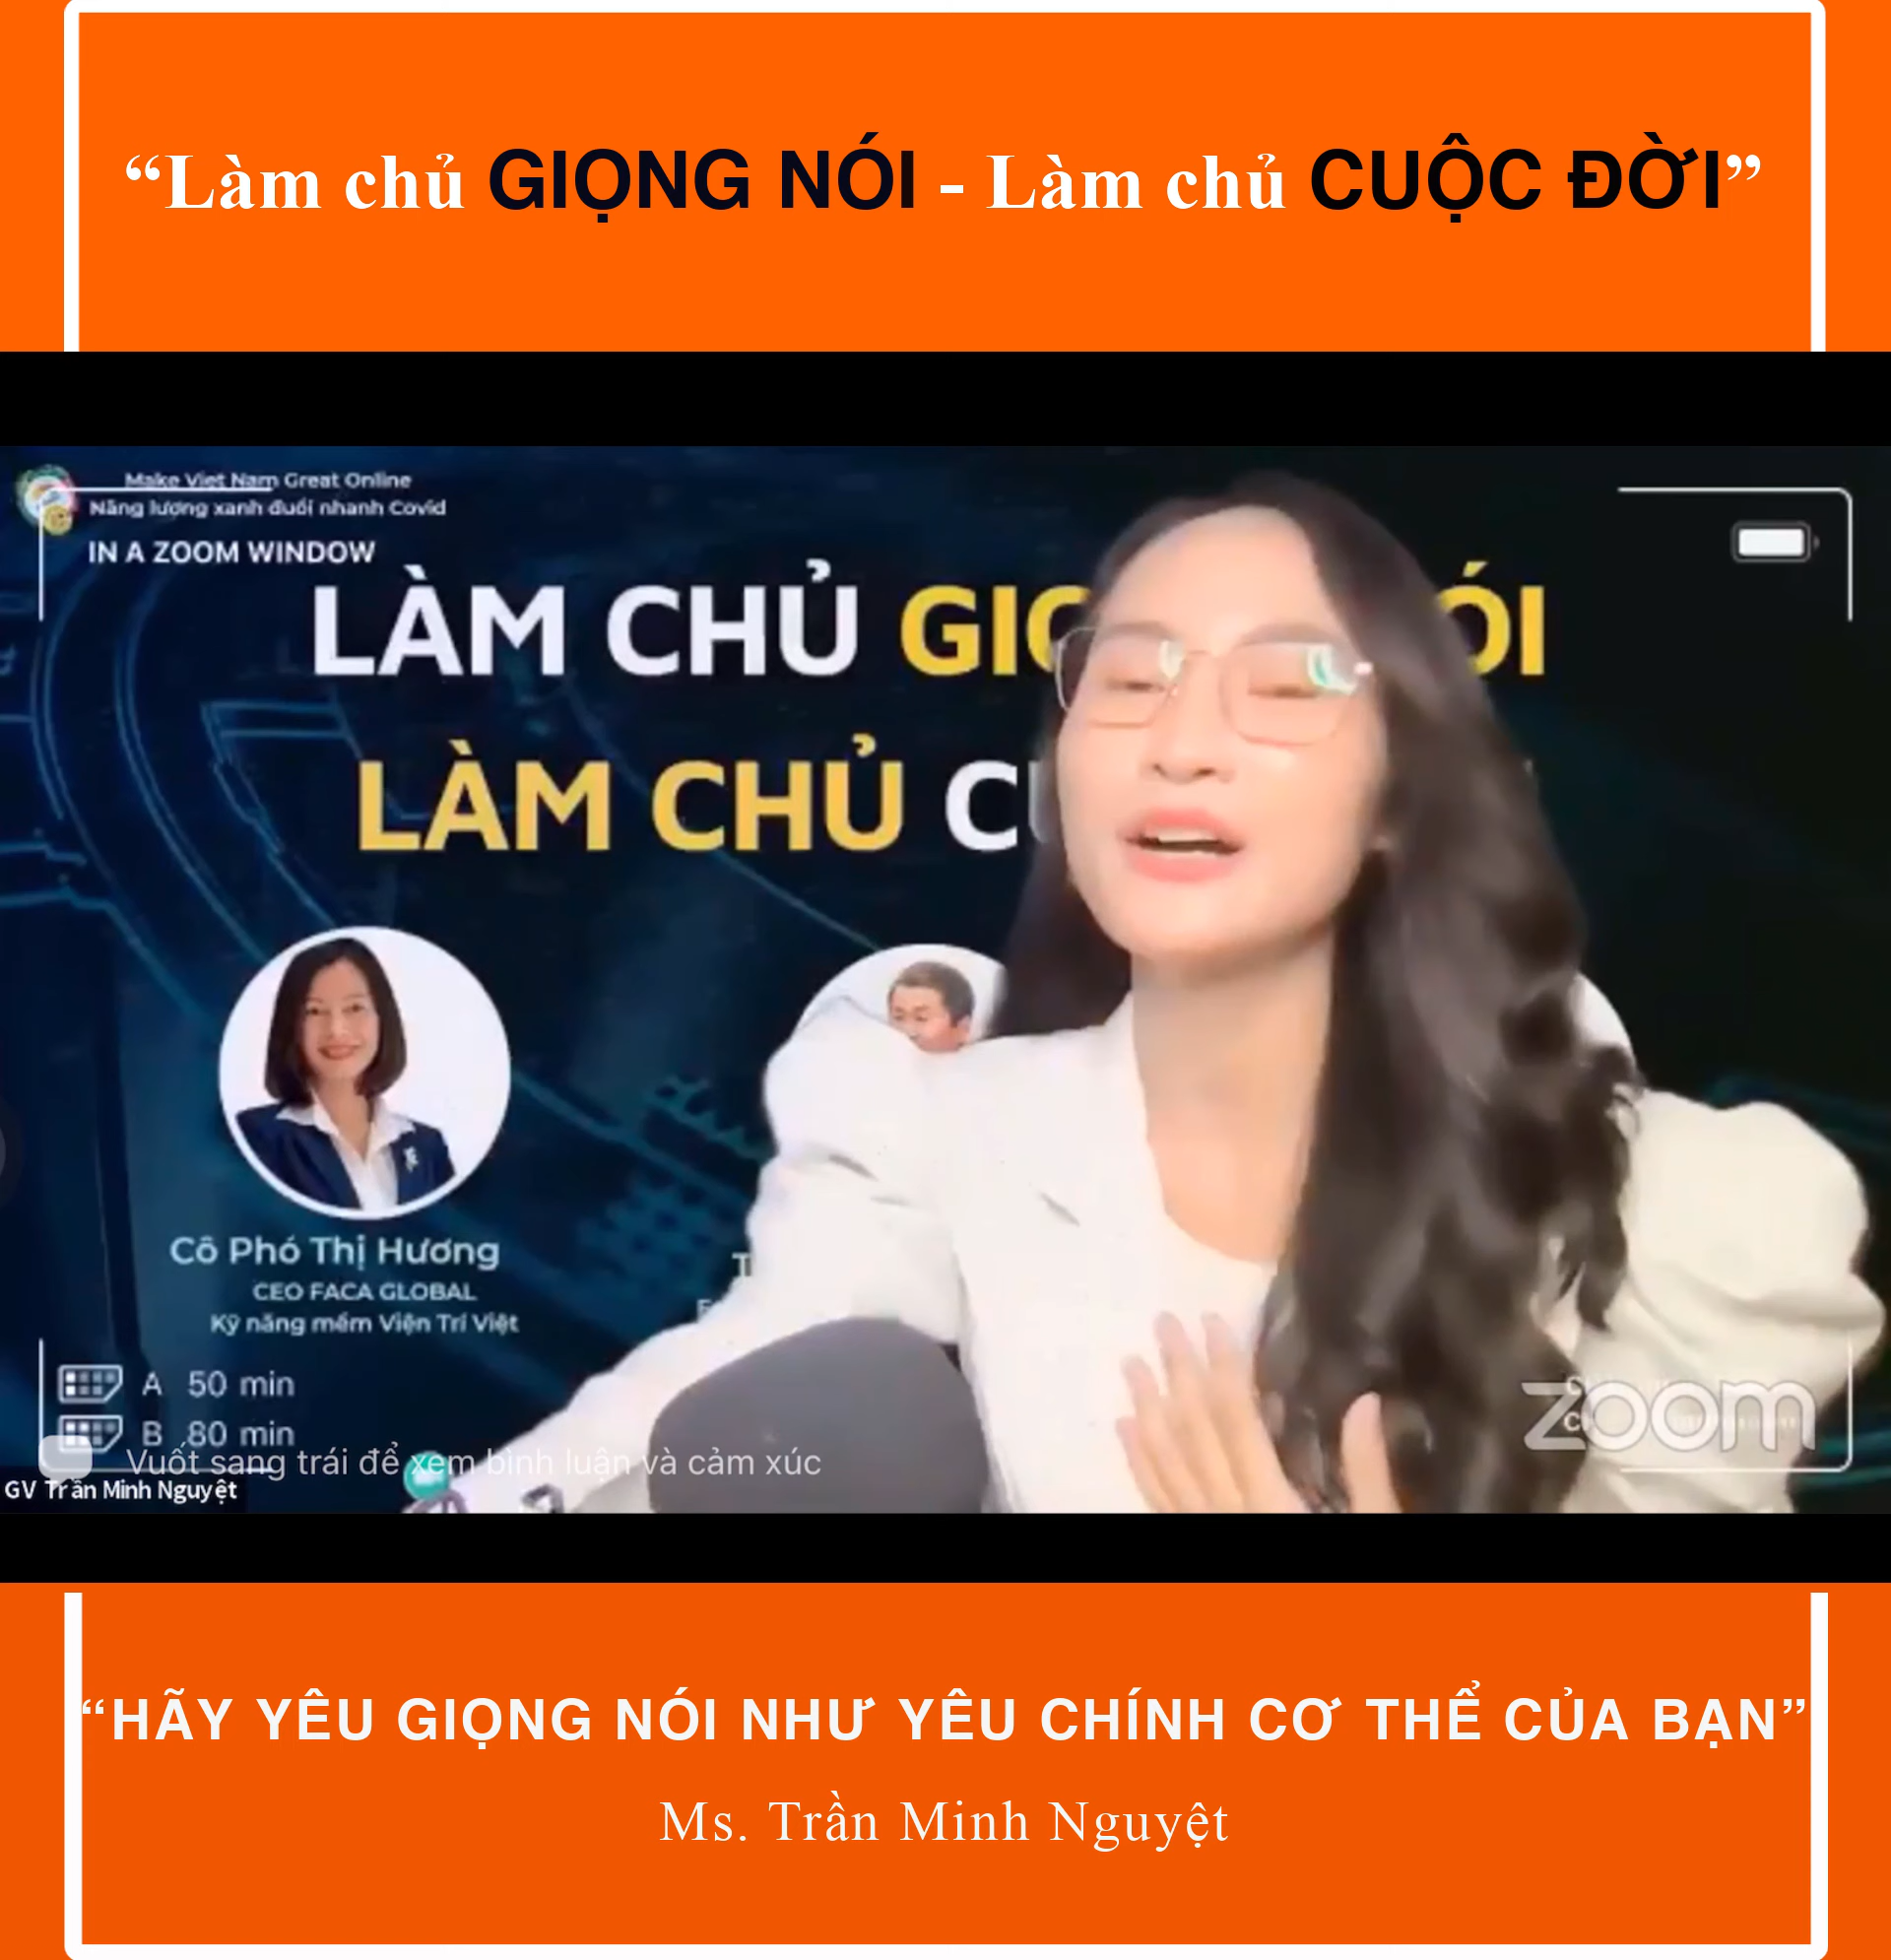 “Làm chủ GIỌNG NÓI - Làm chủ CUỘC ĐỜI”
Make Viet Nam Great Online
Năng lượng xanh đuổi nhanh Covid
IN A ZOOM WINDOW
LÀM CHỦ
LÀM CHỦ
Cô Phó Thị Hương
CEO FACA GLOBAL
Kỹ năng mềm Viện Trí Việt
A 50 min
B 80 min
Vuốt sang trái để xem bình luận và cảm xúc
GV Trần Minh Nguyệt
zoom
“HÃY YÊU GIỌNG NÓI NHƯ YÊU CHÍNH CƠ THỂ CỦA BẠN”
Ms. Trần Minh Nguyệt